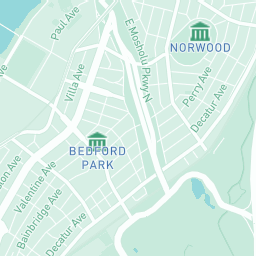 Paul Ave
E Mosholu Pkwy-N
NORWOOD
Villa Ave
Perry Ave
Decatur Ave
BEDFORD
PARK
Valentine Ave
Bainbridge Ave
Decatur Ave
Ave